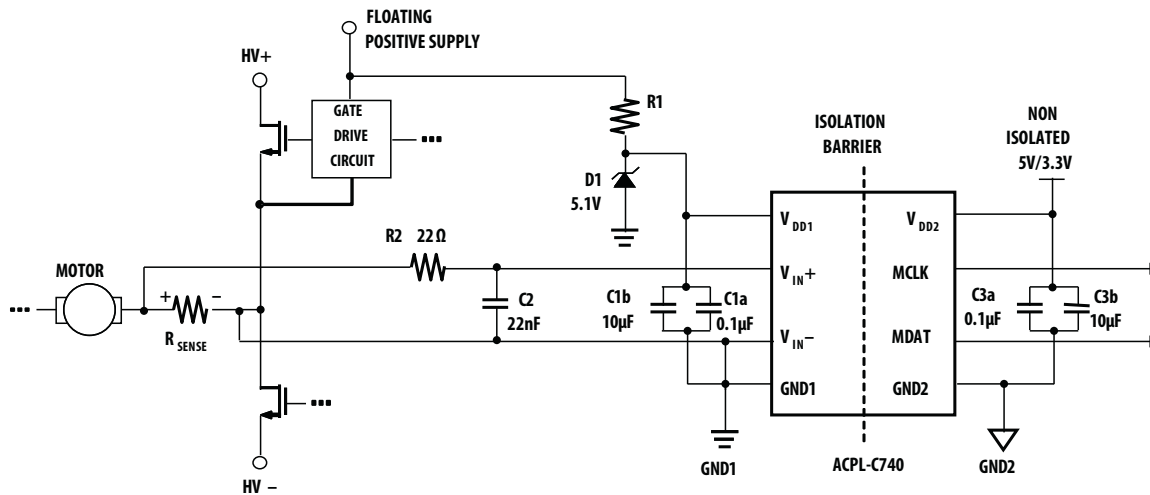 FLOATING
POSITIVE SUPPLY
HV+
GATE
DRIVE
CIRCUIT
R1
ISOLATION
BARRIER
NON
ISOLATED
5V/3.3V
D1
5.1V
V DD1
V DD2
R2 22 Ω
MOTOR
+
–
R SENSE
C2
22nF
C1b
10µF
C1a
0.1µF
V IN+
MCLK
C3a
0.1µF
C3b
10µF
V IN–
MDAT
GND1
GND2
HV –
GND1
ACPL-C740
GND2